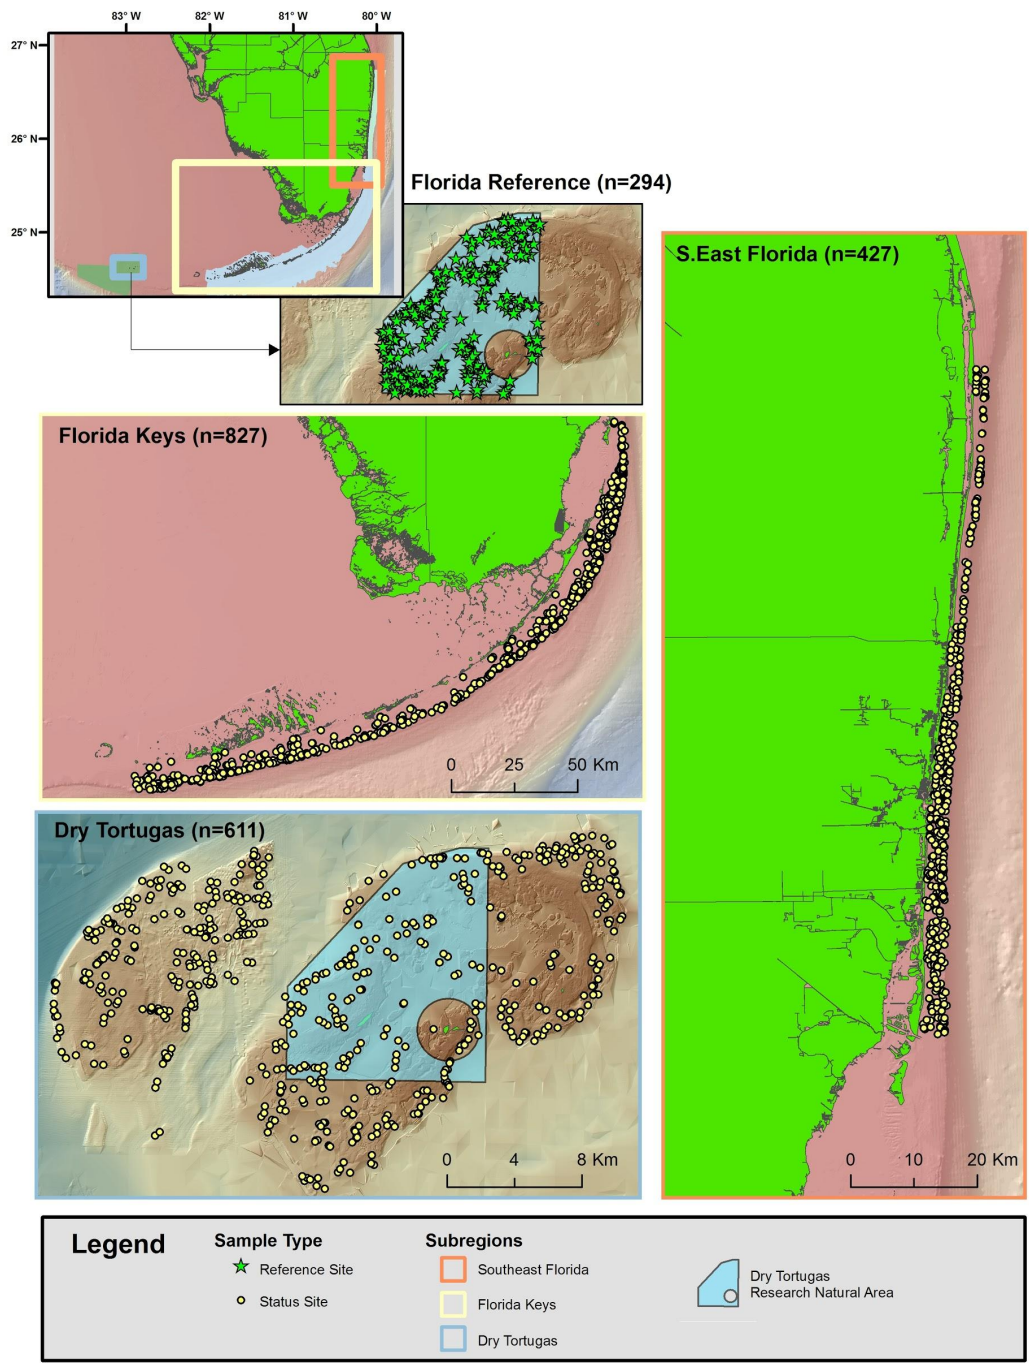 83° W 82° W 81° W 80° W
27° N
26° N
25° N
Florida Reference (n=294)
S.East Florida (n=427)
Florida Keys (n=827)
0 25 50 Km
Dry Tortugas (n=611)
0 4 8 Km
0 10 20 Km
Legend
Sample Type
Reference Site
Status Site
Subregions
Southeast Florida
Florida Keys
Dry Tortugas
Dry Tortugas
Research Natural Area